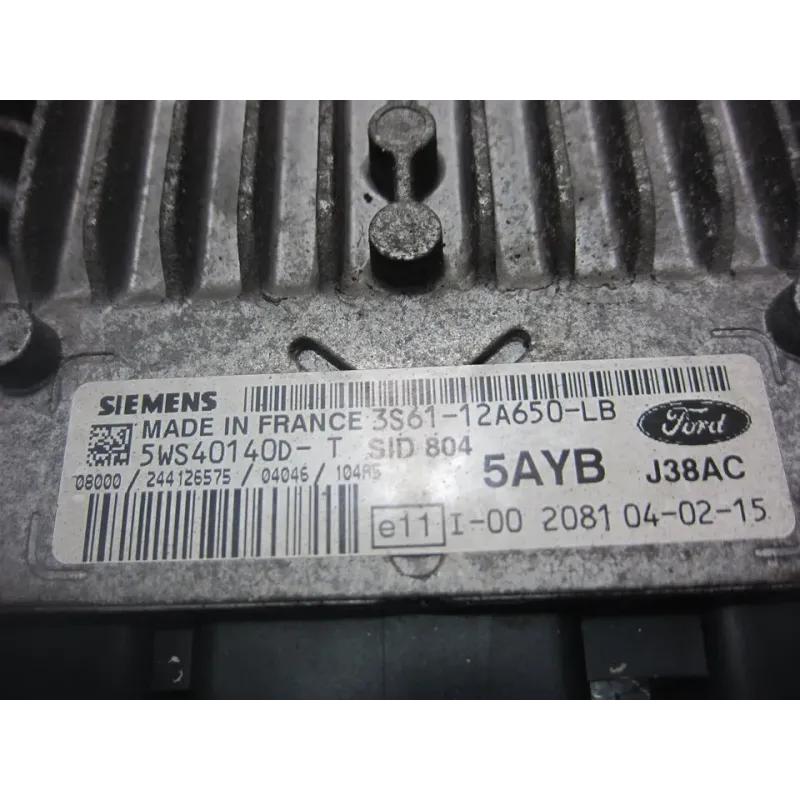 SIEMENS
MADE IN FRANCE 3S61-12A650-LB
Ford
5WS40140D-T SID 804
5AYB J38AC
08000 / 244126575 / 04046 / 104A5
e11 I-00 2081 04-02-15